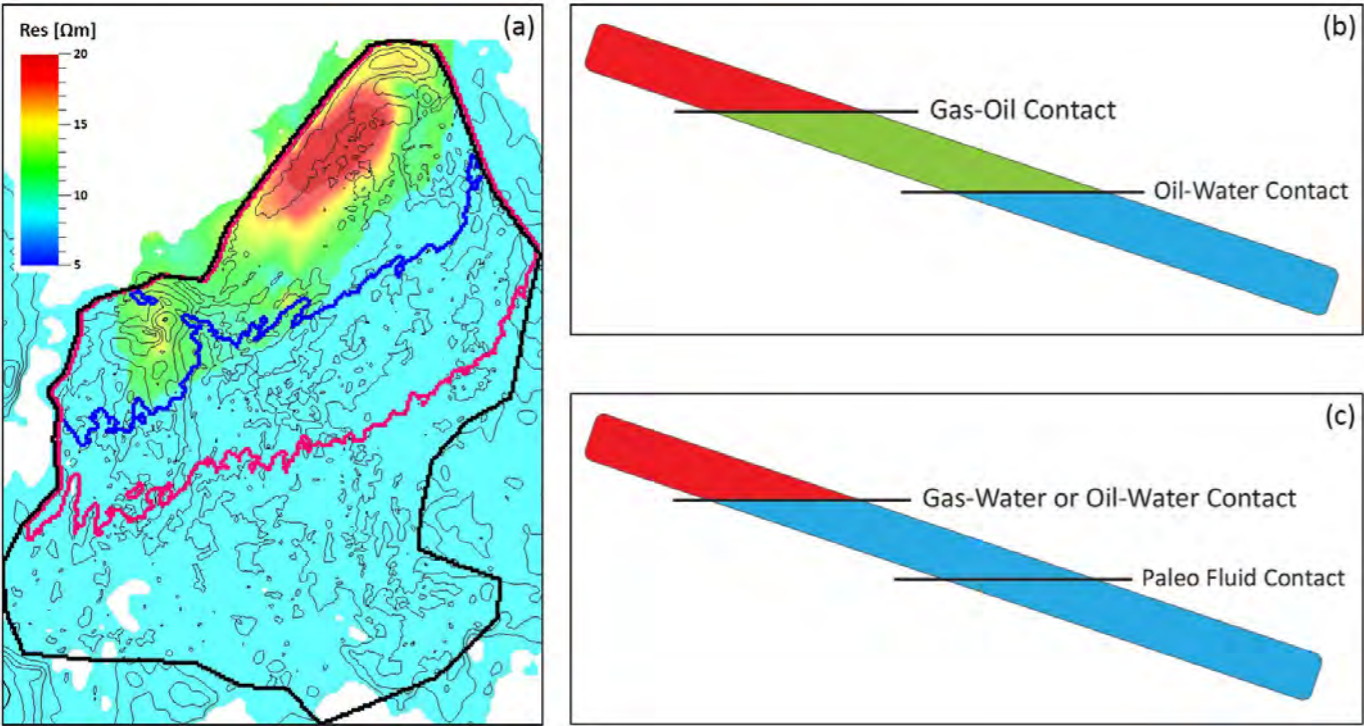 (a)
Res [Ωm]
20
15
10
5
(b)
Gas-Oil Contact
Oil-Water Contact
(c)
Gas-Water or Oil-Water Contact
Paleo Fluid Contact